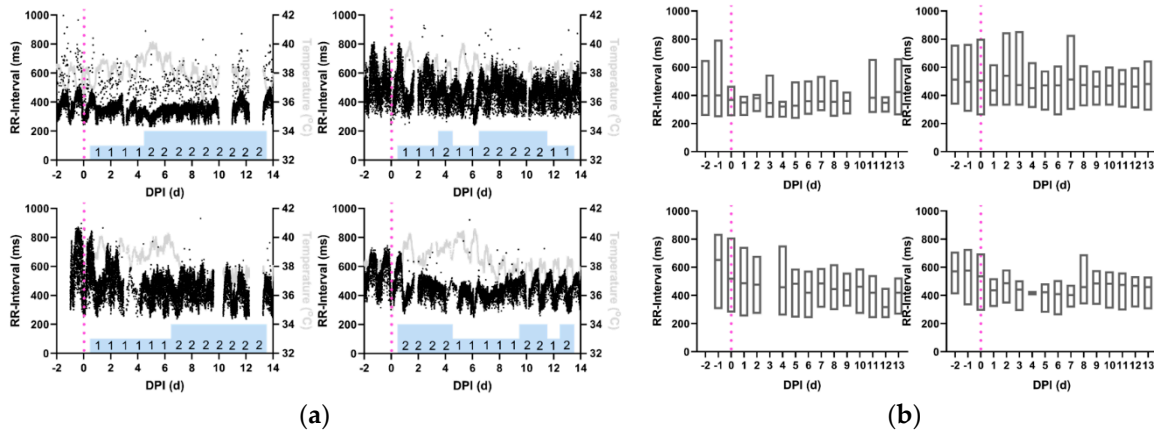 1000 42 1000 42 1000 1000
800 40 800 40 800 800
600 38 600 38 600 600
400 36 400 36 400 400
200 34 200 34 200 200
0 32 0 32 0 0
RR-Interval (ms) Temperature (°C) RR-Interval (ms) Temperature (°C) RR-Interval (ms) RR-Interval (ms)
1 1 1 1 2 2 2 2 2 2 2 2 2 1 1 1 2 1 1 2 2 2 2 2 1 1
-2 0 2 4 6 8 10 12 14 -2 0 2 4 6 8 10 12 14 -2 -1 0 1 2 3 4 5 6 7 8 9 10 11 12 13 -2 -1 0 1 2 3 4 5 6 7 8 9 10 11 12 13
DPI (d) DPI (d) DPI (d) DPI (d)
1000 42 1000 42 1000 1000
800 40 800 40 800 800
600 38 600 38 600 600
400 36 400 36 400 400
200 34 200 34 200 200
0 32 0 32 0 0
RR-Interval (ms) Temperature (°C) RR-Interval (ms) Temperature (°C) RR-Interval (ms) RR-Interval (ms)
1 1 1 1 1 1 2 2 2 2 2 2 2 2 2 2 2 1 1 1 1 1 2 2 1 2
-2 0 2 4 6 8 10 12 14 -2 0 2 4 6 8 10 12 14 -2 -1 0 1 2 3 4 5 6 7 8 9 10 11 12 13 -2 -1 0 1 2 3 4 5 6 7 8 9 10 11 12 13
DPI (d) DPI (d) DPI (d) DPI (d)
(a) (b)